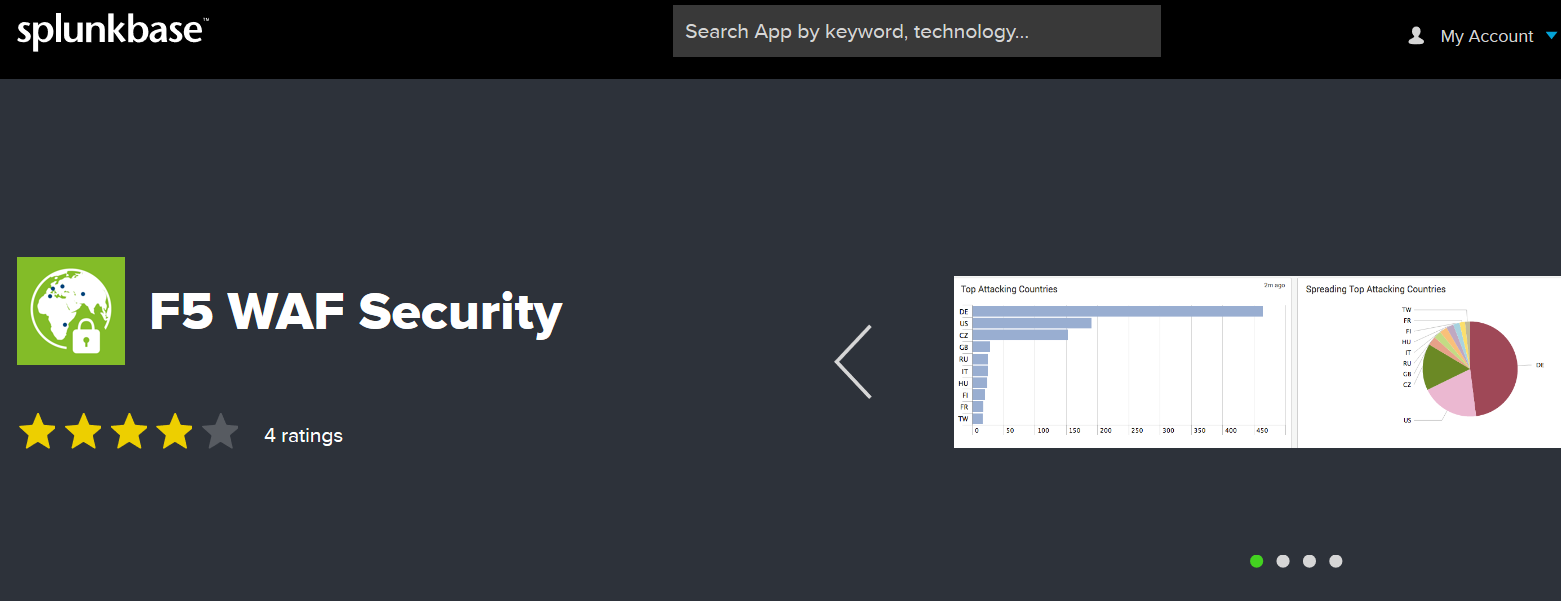 splunkbase™
Search App by keyword, technology...
My Account
F5 WAF Security
4 ratings
Top Attacking Countries
2m ago
DE
US
CZ
GB
RU
IT
HU
FI
FR
TW
0 50 100 150 200 250 300 350 400 450
Spreading Top Attacking Countries
TW
FR
FI
HU
IT
RU
GB
CZ
US
DE